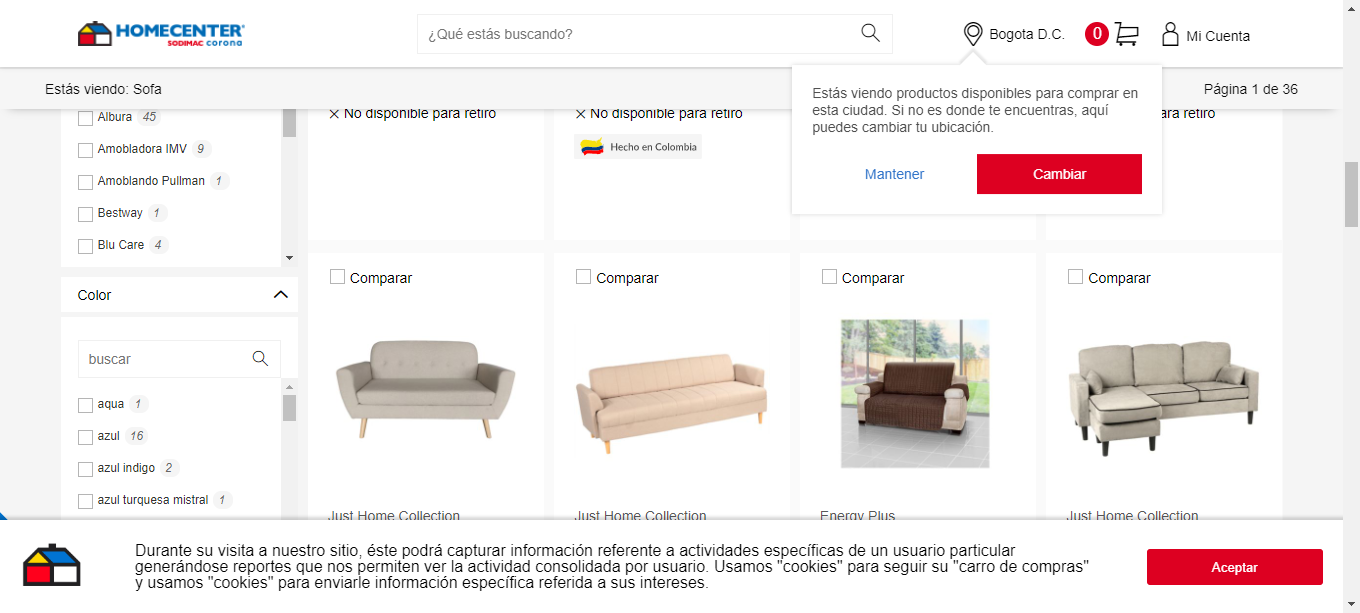 HOMECENTER
SODIMAC corona
¿Qué estás buscando?
Bogota D.C.
0
Mi Cuenta
Estás viendo: Sofa
Página 1 de 36
Estás viendo productos disponibles para comprar en
esta ciudad. Si no es donde te encuentras, aquí
puedes cambiar tu ubicación.
Mantener
Cambiar
Albura 45
Amobladora IMV 9
Amoblando Pullman 1
Bestway 1
Blu Care 4
No disponible para retiro
No disponible para retiro
ara retiro
Hecho en Colombia
Color
buscar
aqua 1
azul 16
azul indigo 2
azul turquesa mistral 1
Comparar
Comparar
Comparar
Comparar
Just Home Collection
Just Home Collection
Energy Plus
Just Home Collection
Durante su visita a nuestro sitio, éste podrá capturar información referente a actividades específicas de un usuario particular
generándose reportes que nos permiten ver la actividad consolidada por usuario. Usamos "cookies" para seguir su "carro de compras"
y usamos "cookies" para enviarle información específica referida a sus intereses.
Aceptar